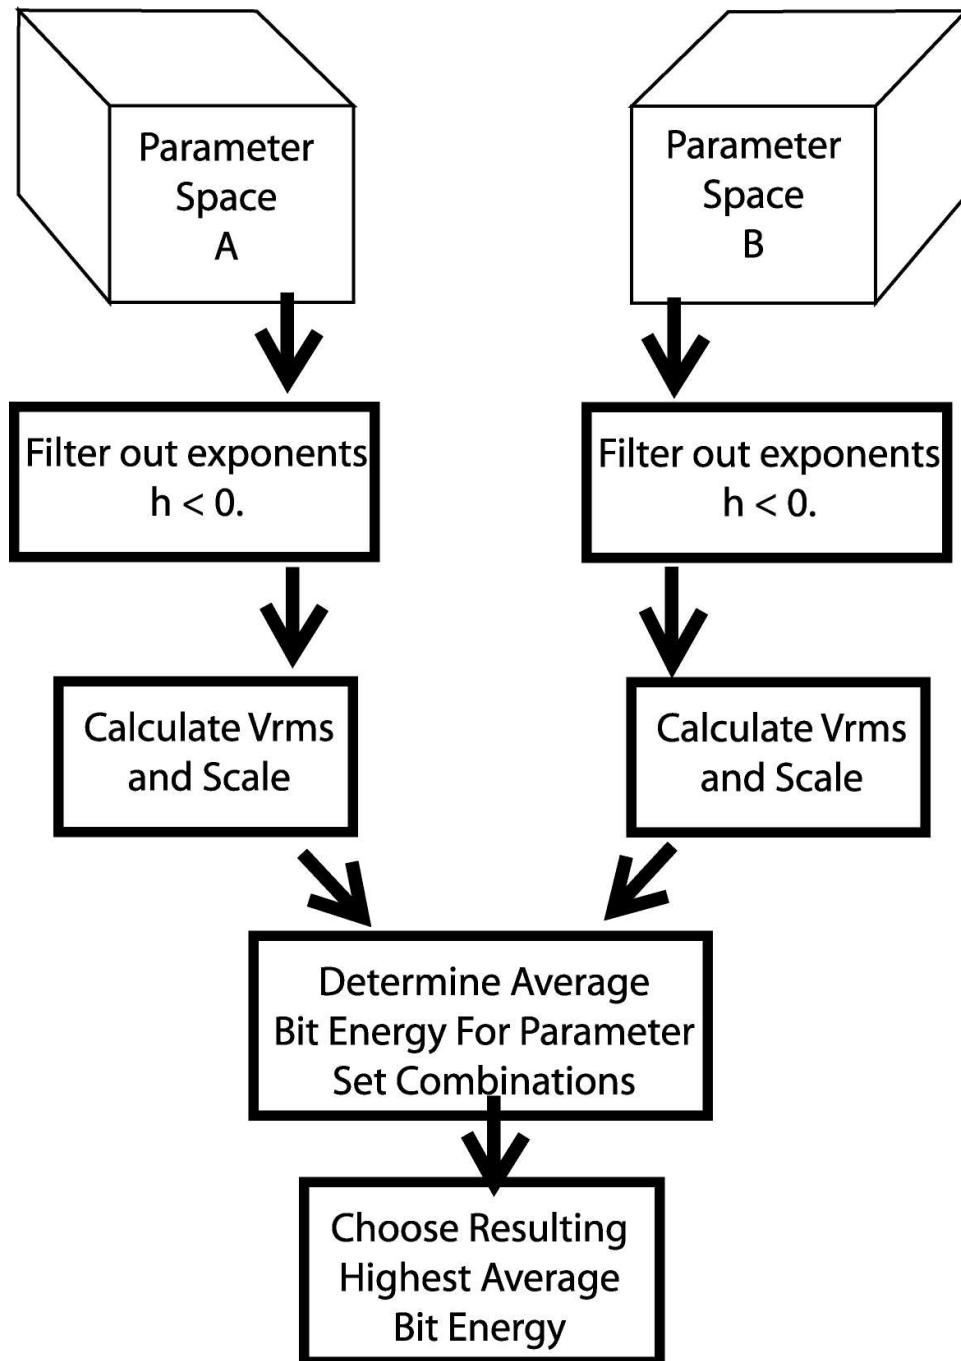 Parameter
Space
A
Parameter
Space
B
Filter out exponents
h < 0.
Filter out exponents
h < 0.
Calculate Vrms
and Scale
Calculate Vrms
and Scale
Determine Average
Bit Energy For Parameter
Set Combinations
Choose Resulting
Highest Average
Bit Energy